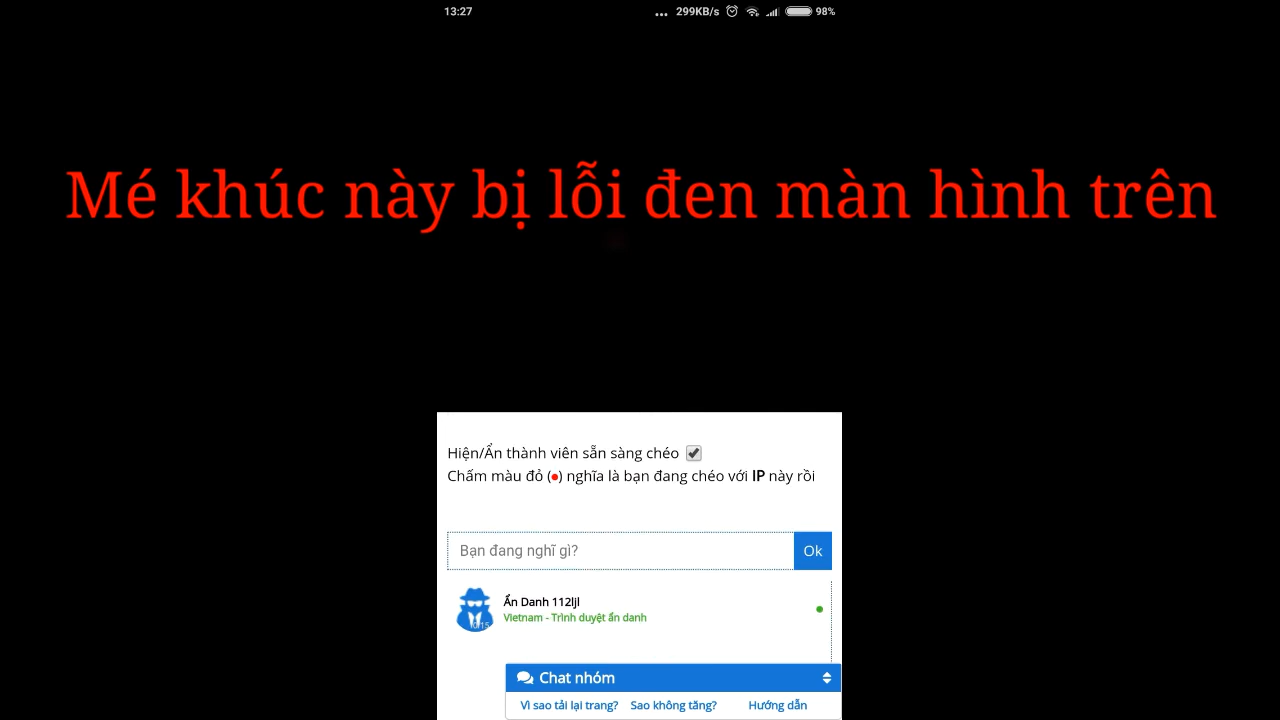 13:27 ... 299KB/s 98%
Mé khúc này bị lỗi đen màn hình trên
Hiện/Ẩn thành viên sẵn sàng chéo
Chấm màu đỏ (●) nghĩa là bạn đang chéo với IP này rồi
Bạn đang nghĩ gì? Ok
Ẩn Danh 112ljl
Vietnam - Trình duyệt ẩn danh
Chat nhóm
Vì sao tải lại trang? Sao không tăng? Hướng dẫn